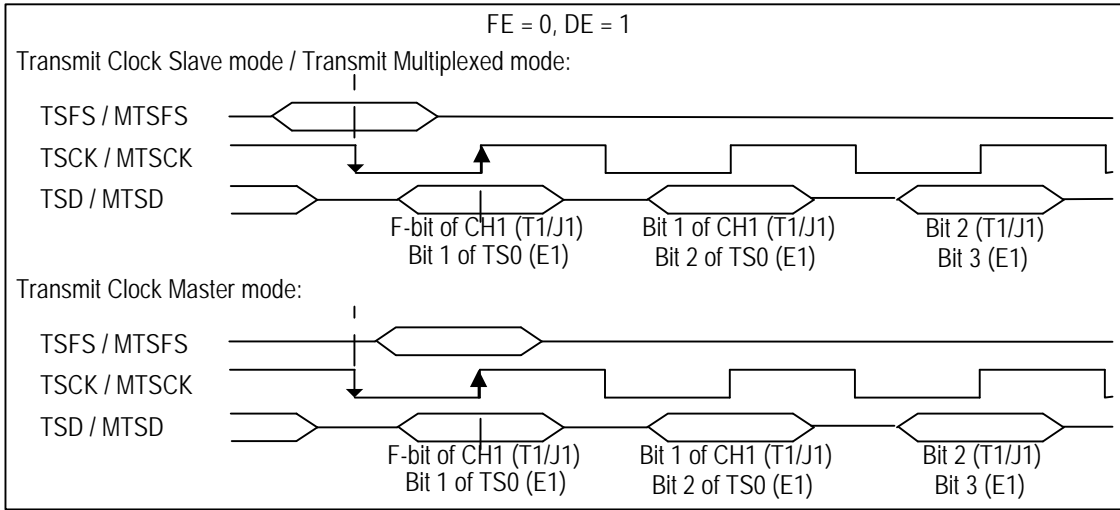 FE = 0, DE = 1
Transmit Clock Slave mode / Transmit Multiplexed mode:
TSFS / MTSFS
TSCK / MTSCK
TSD / MTSD
F-bit of CH1 (T1/J1)
Bit 1 of TS0 (E1)
Bit 1 of CH1 (T1/J1)
Bit 2 of TS0 (E1)
Bit 2 (T1/J1)
Bit 3 (E1)
Transmit Clock Master mode:
TSFS / MTSFS
TSCK / MTSCK
TSD / MTSD
F-bit of CH1 (T1/J1)
Bit 1 of TS0 (E1)
Bit 1 of CH1 (T1/J1)
Bit 2 of TS0 (E1)
Bit 2 (T1/J1)
Bit 3 (E1)